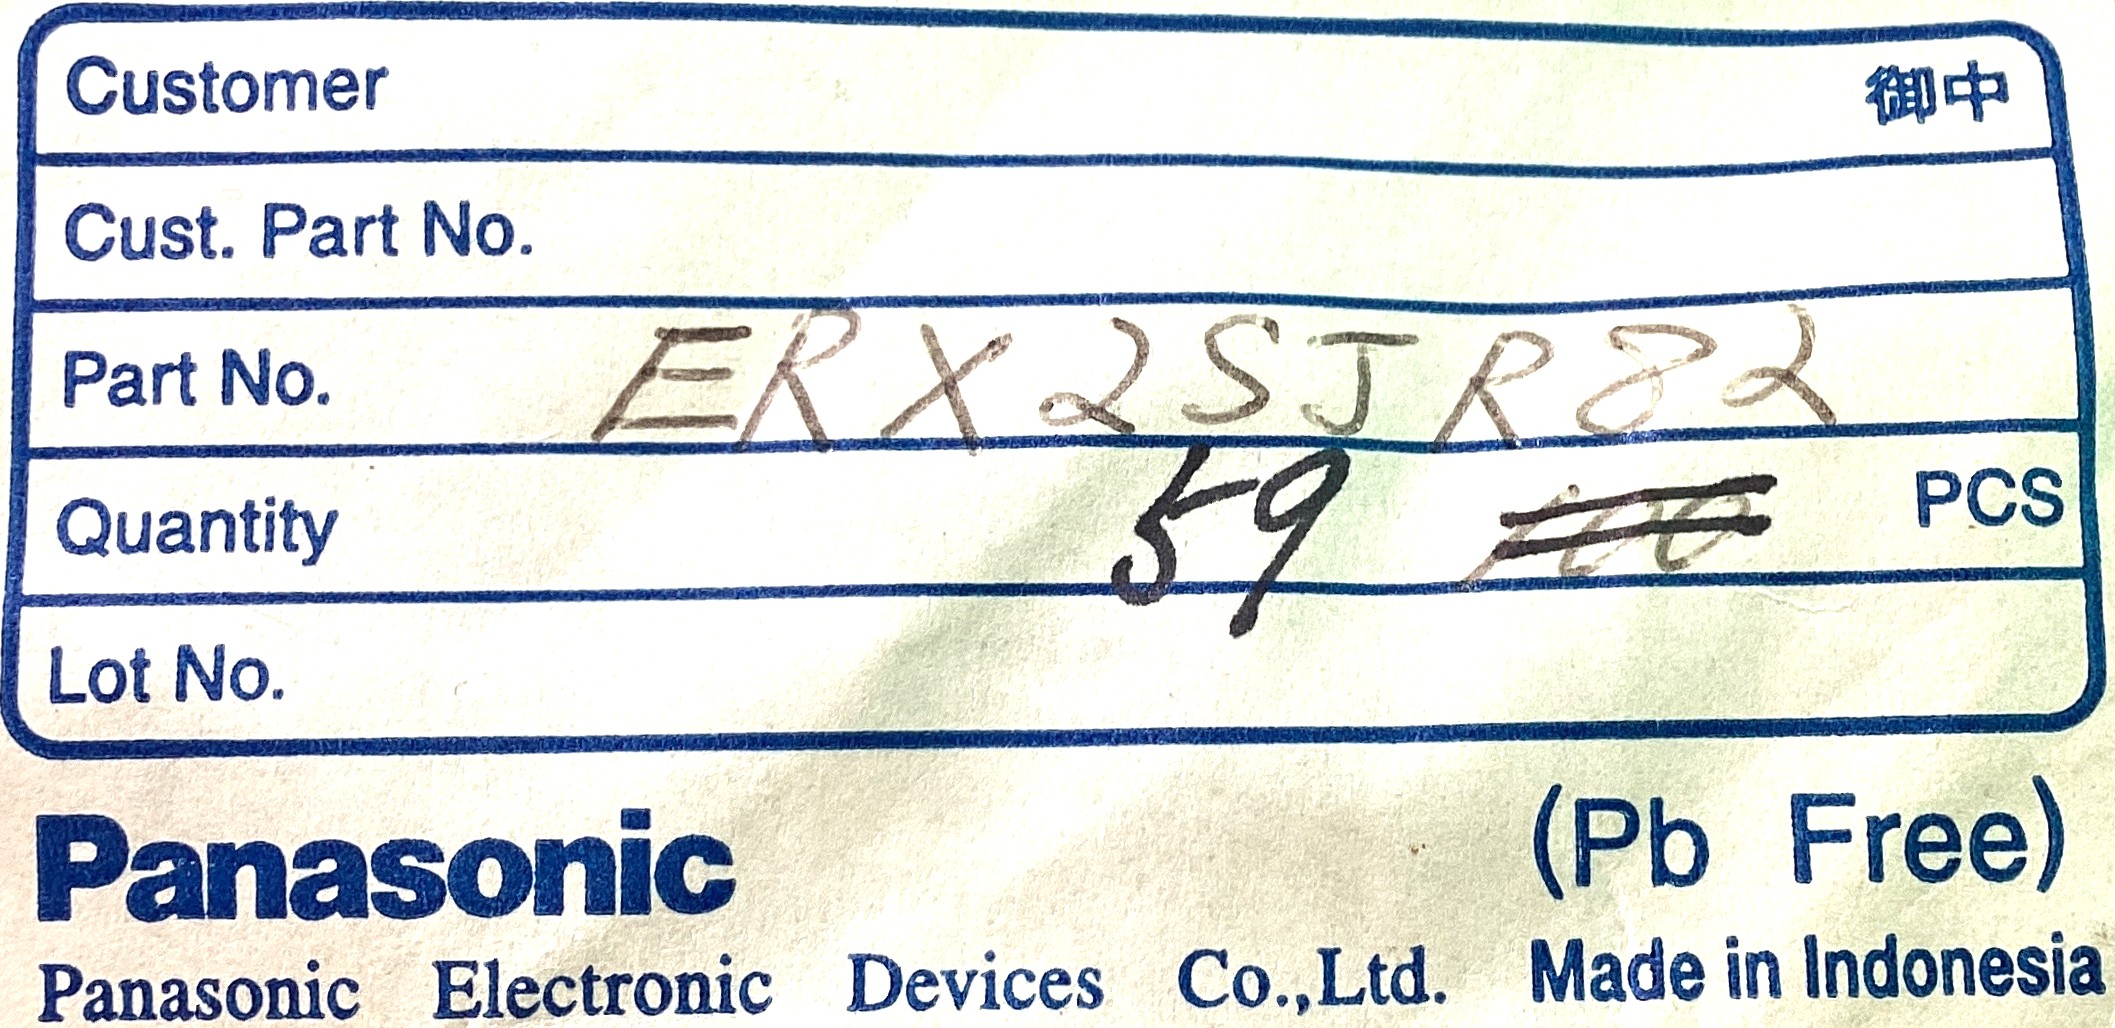 Customer 御中
Cust. Part No.
Part No. ERX2SJR82
Quantity 59 100 PCS
Lot No.
Panasonic (Pb Free)
Panasonic Electronic Devices Co.,Ltd. Made in Indonesia